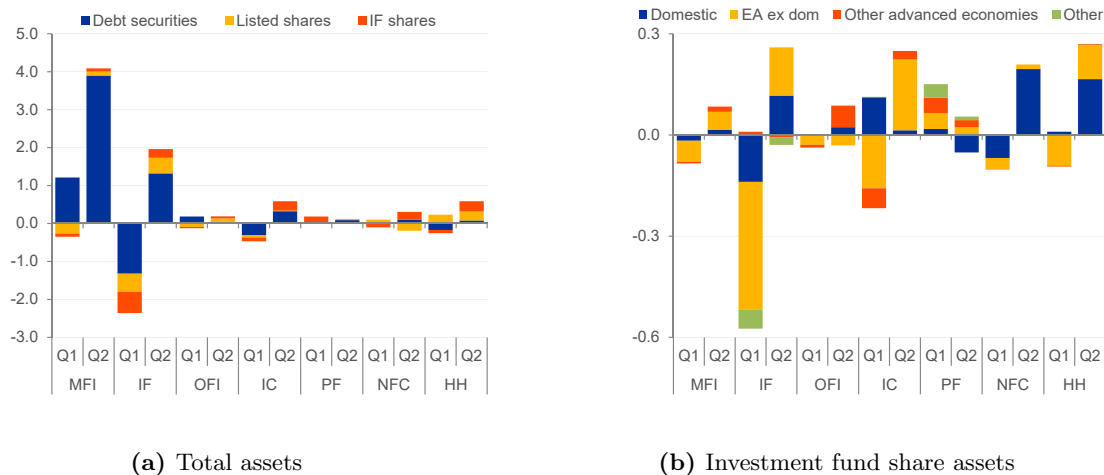 Debt securities Listed shares IF shares
5.0
4.0
3.0
2.0
1.0
0.0
-1.0
-2.0
-3.0
Q1 Q2 Q1 Q2 Q1 Q2 Q1 Q2 Q1 Q2 Q1 Q2 Q1 Q2
MFI IF OFI IC PF NFC HH
(a) Total assets
Domestic EA ex dom Other advanced economies Other
0.3
0.0
-0.3
-0.6
Q1 Q2 Q1 Q2 Q1 Q2 Q1 Q2 Q1 Q2 Q1 Q2 Q1 Q2
MFI IF OFI IC PF NFC HH
(b) Investment fund share assets